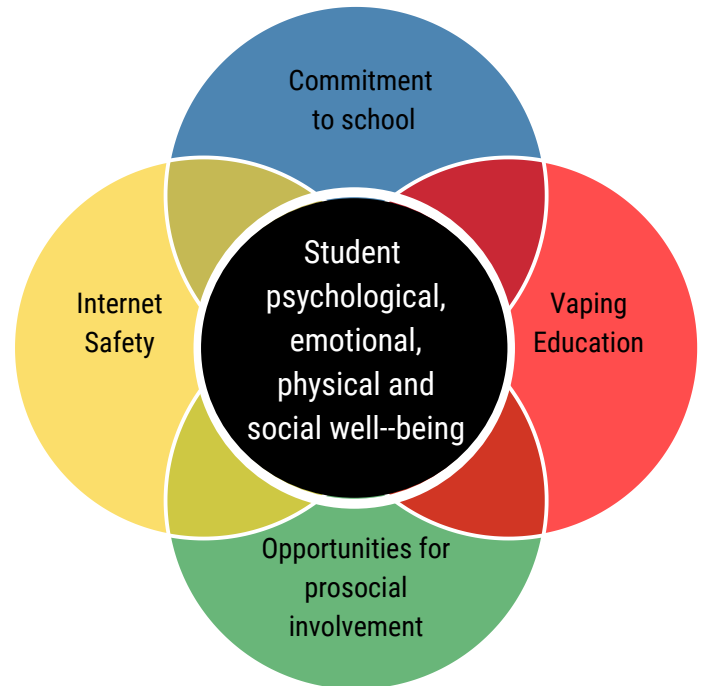 Commitment
to school
Internet
Safety
Student
psychological,
emotional,
physical and
social well--being
Vaping
Education
Opportunities for
prosocial
involvement